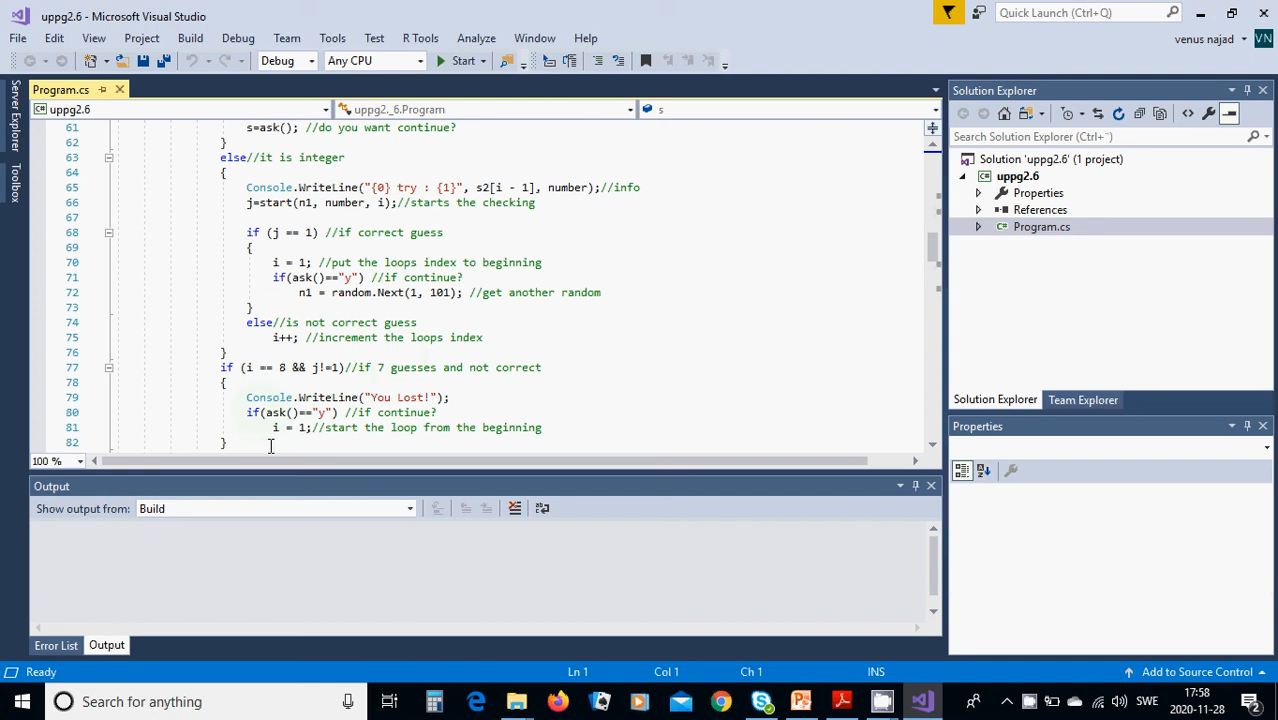 uppg2.6 - Microsoft Visual Studio
Quick Launch (Ctrl+Q)
File Edit View Project Build Debug Team Tools Test R Tools Analyze Window Help
venus najad VN
Debug Any CPU Start
Server Explorer
Toolbox
Program.cs
uppg2.6 uppg2._6.Program s
61 s=ask(); //do you want continue?
62 }
63 else//it is integer
64 {
65 Console.WriteLine("{0} try : {1}", s2[i - 1], number);//info
66 j=start(n1, number, i);//starts the checking
67
68 if (j == 1) //if correct guess
69 {
70 i = 1; //put the loops index to beginning
71 if(ask()=="y") //if continue?
72 n1 = random.Next(1, 101); //get another random
73 }
74 else//is not correct guess
75 i++; //increment the loops index
76 }
77 if (i == 8 && j!=1)//if 7 guesses and not correct
78 {
79 Console.WriteLine("You Lost!");
80 if(ask()=="y") //if continue?
81 i = 1;//start the loop from the beginning
82 }
100 %
Output
Show output from: Build
Error List Output
Solution Explorer
Search Solution Explorer (Ctrl+¨)
Solution 'uppg2.6' (1 project)
uppg2.6
Properties
References
Program.cs
Solution Explorer Team Explorer
Properties
Ready Ln 1 Col 1 Ch 1 INS Add to Source Control
Search for anything
SWE
17:58
2020-11-28
2